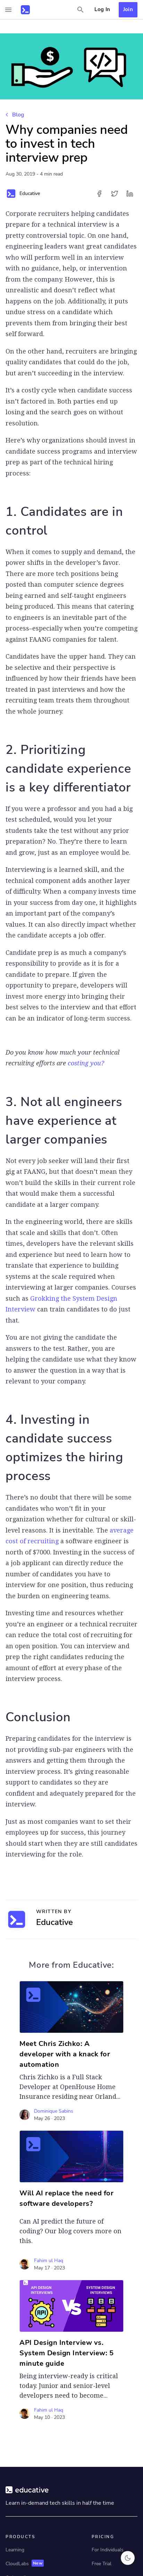 Log In
Join
Blog
Why companies need
to invest in tech
interview prep
Aug 30, 2019 - 4 min read
Educative
Corporate recruiters helping candidates
prepare for a technical interview is a
pretty controversial topic. On one hand,
engineering leaders want great candidates
who will perform well in an interview
with no guidance, help, or intervention
from the company. However, this is
unrealistic and doesn't reflect what
happens on the job. Additionally, it puts
undue stress on a candidate which
prevents them from bringing their best
self forward.
On the other hand, recruiters are bringing
quality candidates that could do the job,
but aren't succeeding in the interview.
It's a costly cycle when candidate success
isn't factored in. Both parties end up
losing out and the search goes on without
resolution.
Here's why organizations should invest in
candidate success programs and interview
prep as part of the technical hiring
process:
1. Candidates are in
control
When it comes to supply and demand, the
power shifts in the developer's favor.
There are more tech positions being
posted than computer science degrees
being earned and self-taught engineers
being produced. This means that catering
to engineers is an inevitable part of the
process–especially when you're competing
against FAANG companies for talent.
Candidates have the upper hand. They can
be selective and their perspective is
influenced by how they have been
treated in past interviews and how the
recruiting team treats them throughout
the whole journey.
2. Prioritizing
candidate experience
is a key differentiator
If you were a professor and you had a big
test scheduled, would you let your
students take the test without any prior
preparation? No. They're there to learn
and grow, just as an employee would be.
Interviewing is a learned skill, and the
technical component adds another layer
of difficulty. When a company invests time
in your success from day one, it highlights
an important part of the company's
values. It can also directly impact whether
the candidate accepts a job offer.
Candidate prep is as much a company's
responsibility to provide as it is for a
candidate to prepare. If given the
opportunity to prepare, developers will
invest more energy into doing their best
to move to the interview and that effort
can be an indicator of long-term success.
Do you know how much your technical
recruiting efforts are costing you?
3. Not all engineers
have experience at
larger companies
Not every job seeker will land their first
gig at FAANG, but that doesn't mean they
won't build the skills in their current role
that would make them a successful
candidate at a larger company.
In the engineering world, there are skills
that scale and skills that don't. Often
times, developers have the relevant skills
and experience but need to learn how to
translate that experience to building
systems at the scale required when
interviewing at larger companies. Courses
such as Grokking the System Design
Interview can train candidates to do just
that.
You are not giving the candidate the
answers to the test. Rather, you are
helping the candidate use what they know
to answer the question in a way that is
relevant to your company.
4. Investing in
candidate success
optimizes the hiring
process
There's no doubt that there will be some
candidates who won't fit in your
organization whether for cultural or skill-
level reasons. It is inevitable. The average
cost of recruiting a software engineer is
north of $700. Investing in the success of
a job applicant can directly reduce the
number of candidates you have to
interview for one position, and reduce
the burden on engineering teams.
Investing time and resources whether
you're an engineer or a technical recruiter
can reduce the total cost of recruiting for
an open position. You can interview and
prep the right candidates and reduce the
amount of effort at every phase of the
interview process.
Conclusion
Preparing candidates for the interview is
not providing sub-par engineers with the
answers and getting them through the
interview process. It's giving reasonable
support to candidates so they are
confident and adequately prepared for the
interview.
Just as most companies want to set their
employees up for success, this journey
should start when they are still candidates
interviewing for the role.
WRITTEN BY
Educative
More from Educative:
Meet Chris Zichko: A
developer with a knack for
automation
Chris Zichko is a Full Stack
Developer at OpenHouse Home
Insurance residing near Orland...
Dominique Sabins
May 26 · 2023
Will AI replace the need for
software developers?
Can AI predict the future of
coding? Our blog covers more on
this.
Fahim ul Haq
May 17 · 2023
API DESIGN
INTERVIEW
SYSTEM DESIGN
INTERVIEW
API
VS
API Design Interview vs.
System Design Interview: 5
minute guide
Being interview-ready is critical
today. Junior and senior-level
developers need to become...
Fahim ul Haq
May 10 · 2023
educative
Learn in-demand tech skills in half the time
PRODUCTS
PRICING
Learning
For Individuals
CloudLabs New
Free Trial